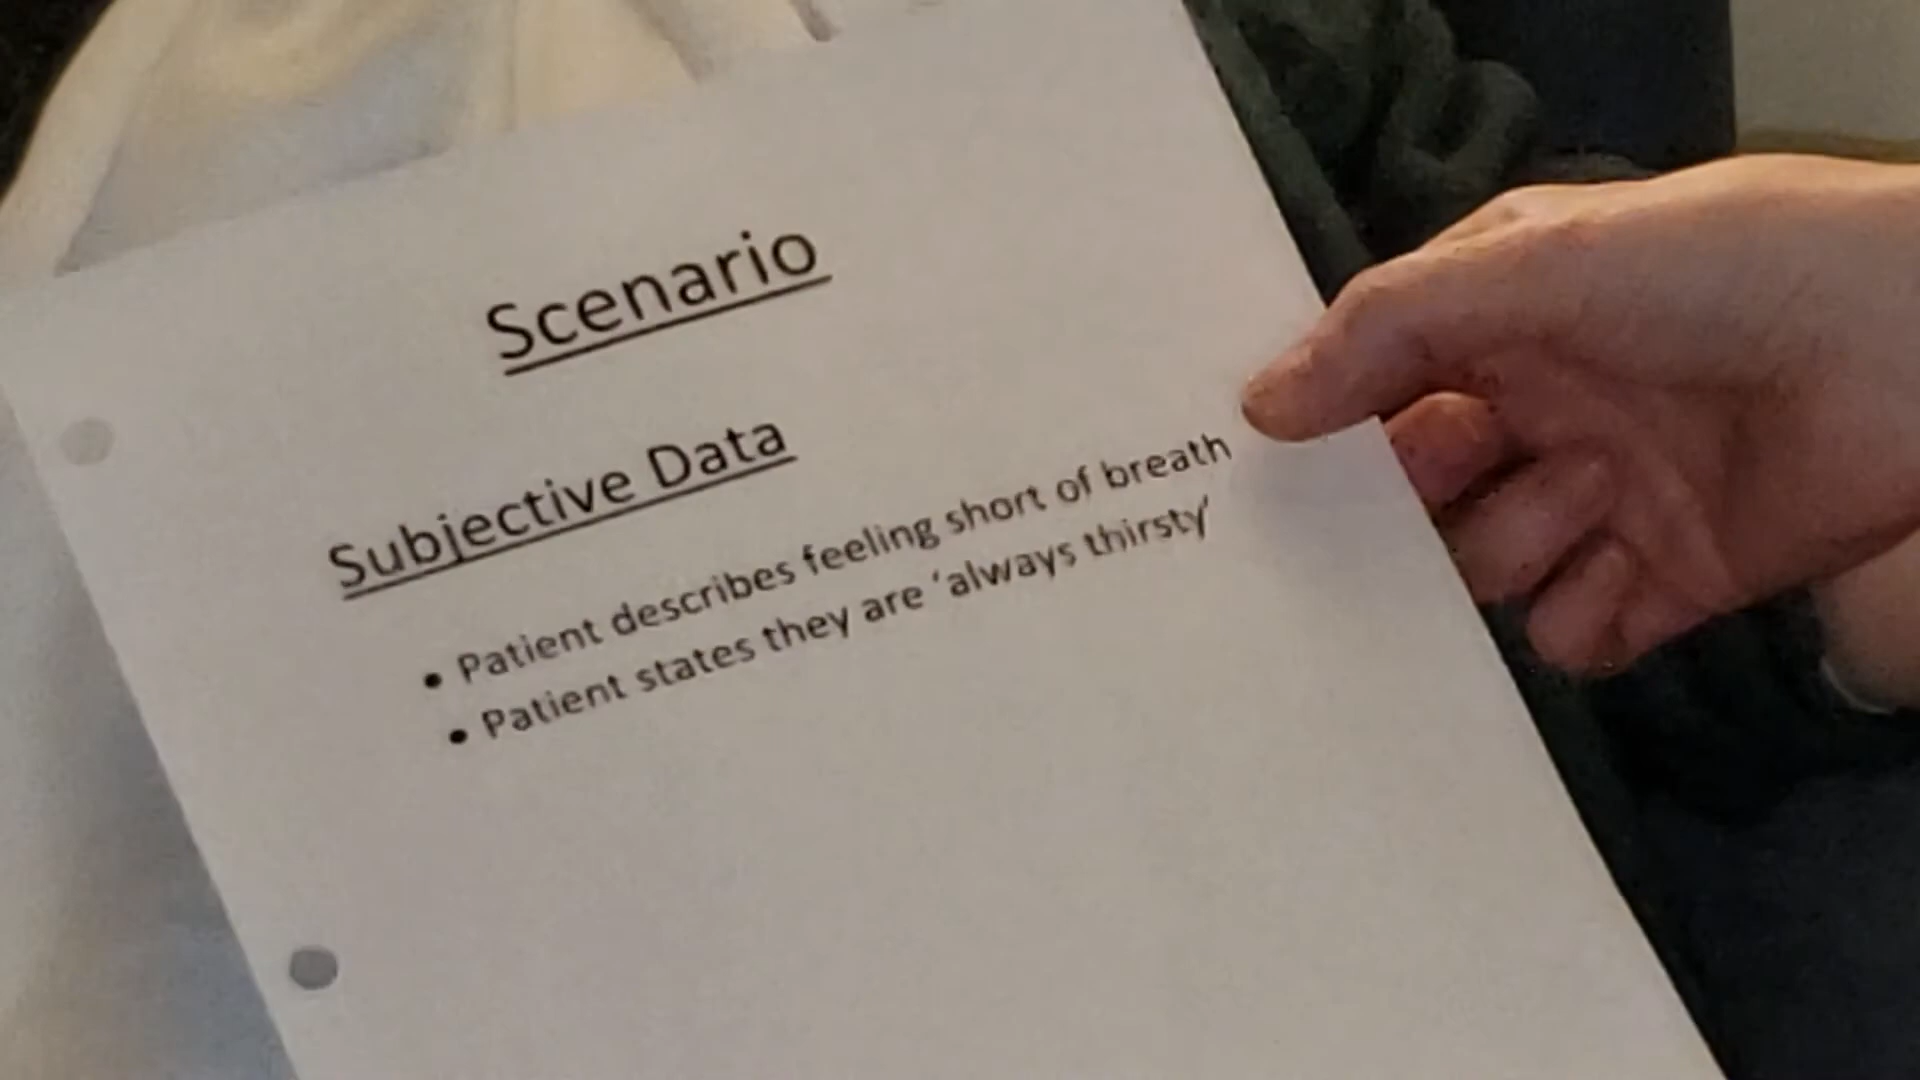 Scenario
Subjective Data
• Patient describes feeling short of breath
• Patient states they are ‘always thirsty’